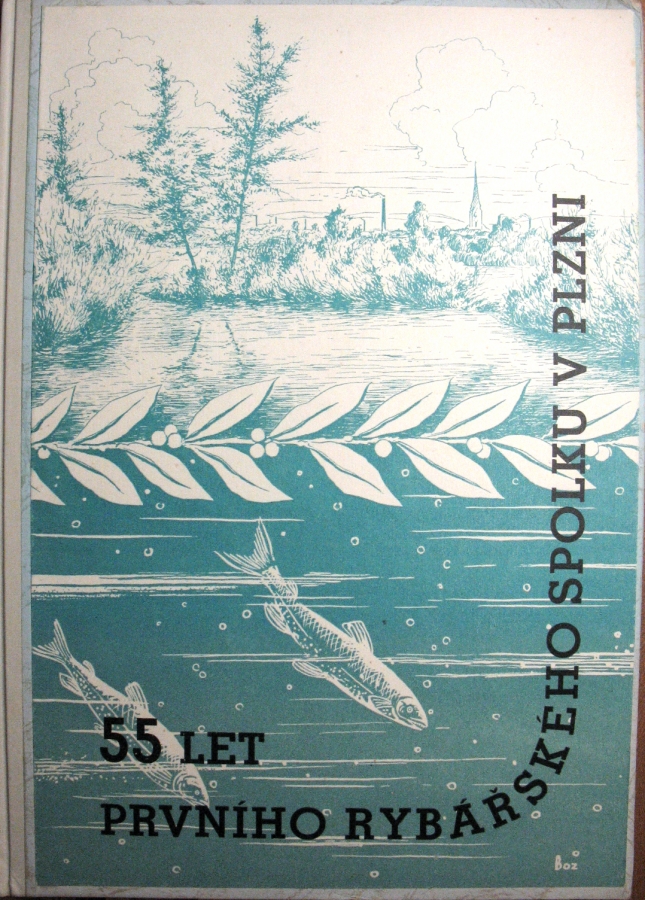 55 LET
PRVNÍHO RYBÁŘSKÉHO SPOLKU V PLZNI
Boz